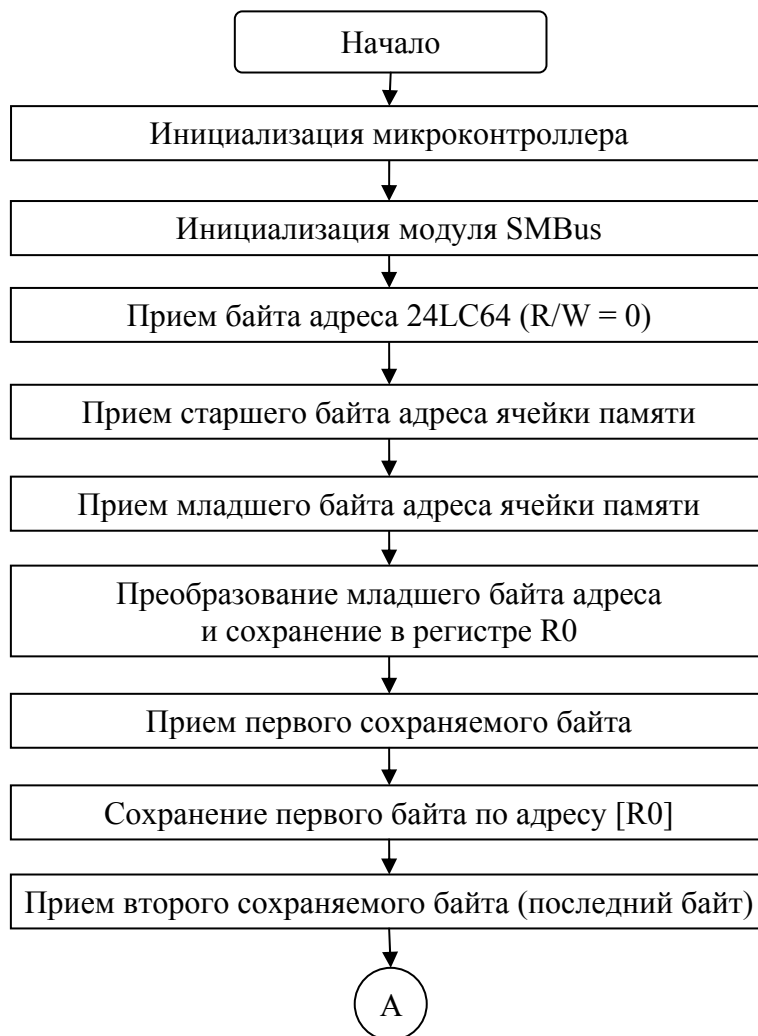 Начало
Инициализация микроконтроллера
Инициализация модуля SMBus
Прием байта адреса 24LC64 (R/W = 0)
Прием старшего байта адреса ячейки памяти
Прием младшего байта адреса ячейки памяти
Преобразование младшего байта адреса
и сохранение в регистре R0
Прием первого сохраняемого байта
Сохранение первого байта по адресу [R0]
Прием второго сохраняемого байта (последний байт)
А